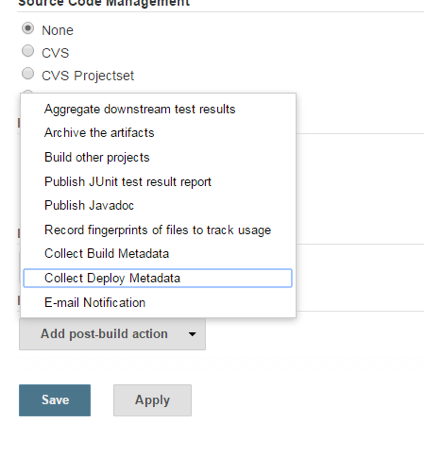 Source Code Management
None
CVS
CVS Projectset
Aggregate downstream test results
Archive the artifacts
Build other projects
Publish JUnit test result report
Publish Javadoc
Record fingerprints of files to track usage
Collect Build Metadata
Collect Deploy Metadata
E-mail Notification
Add post-build action
Save
Apply